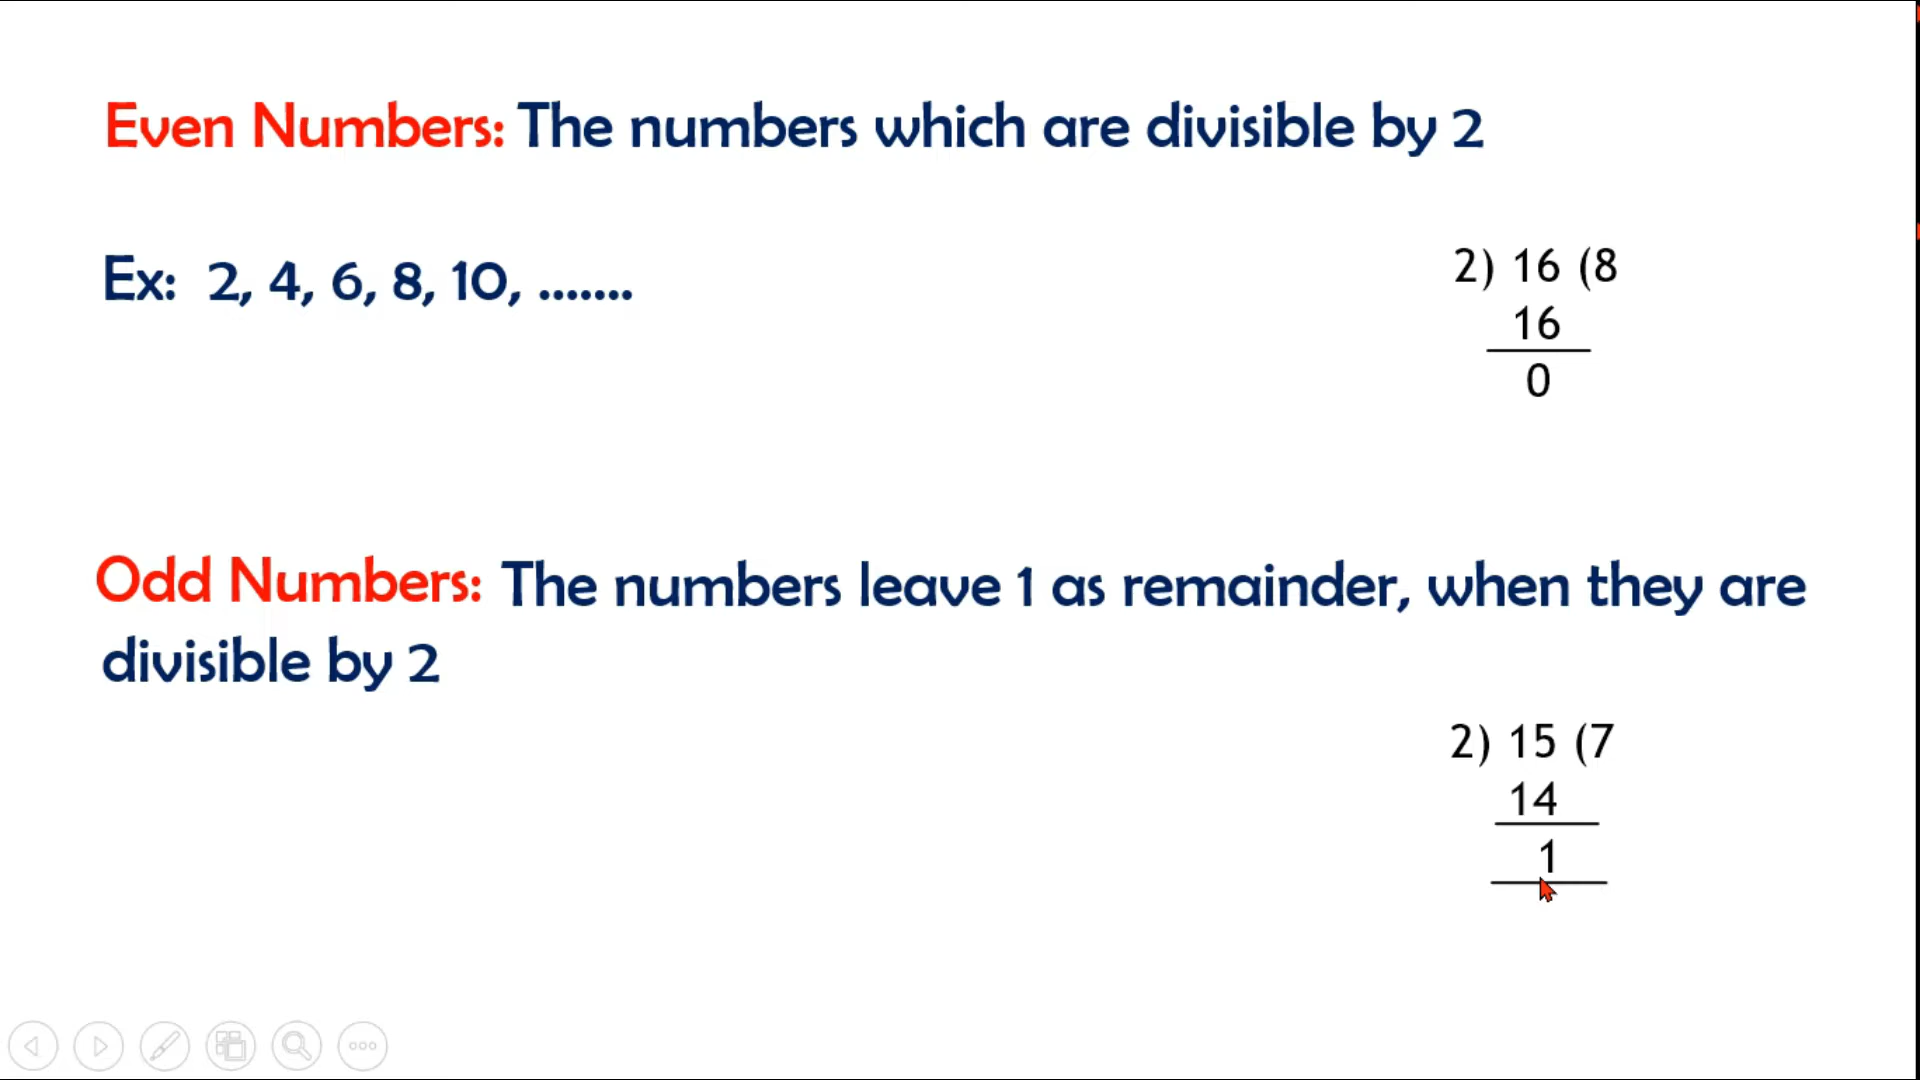 Even Numbers: The numbers which are divisible by 2
Ex: 2, 4, 6, 8, 10, .......
2) 16 (8
16
0
Odd Numbers: The numbers leave 1 as remainder, when they are
divisible by 2
2) 15 (7
14
1